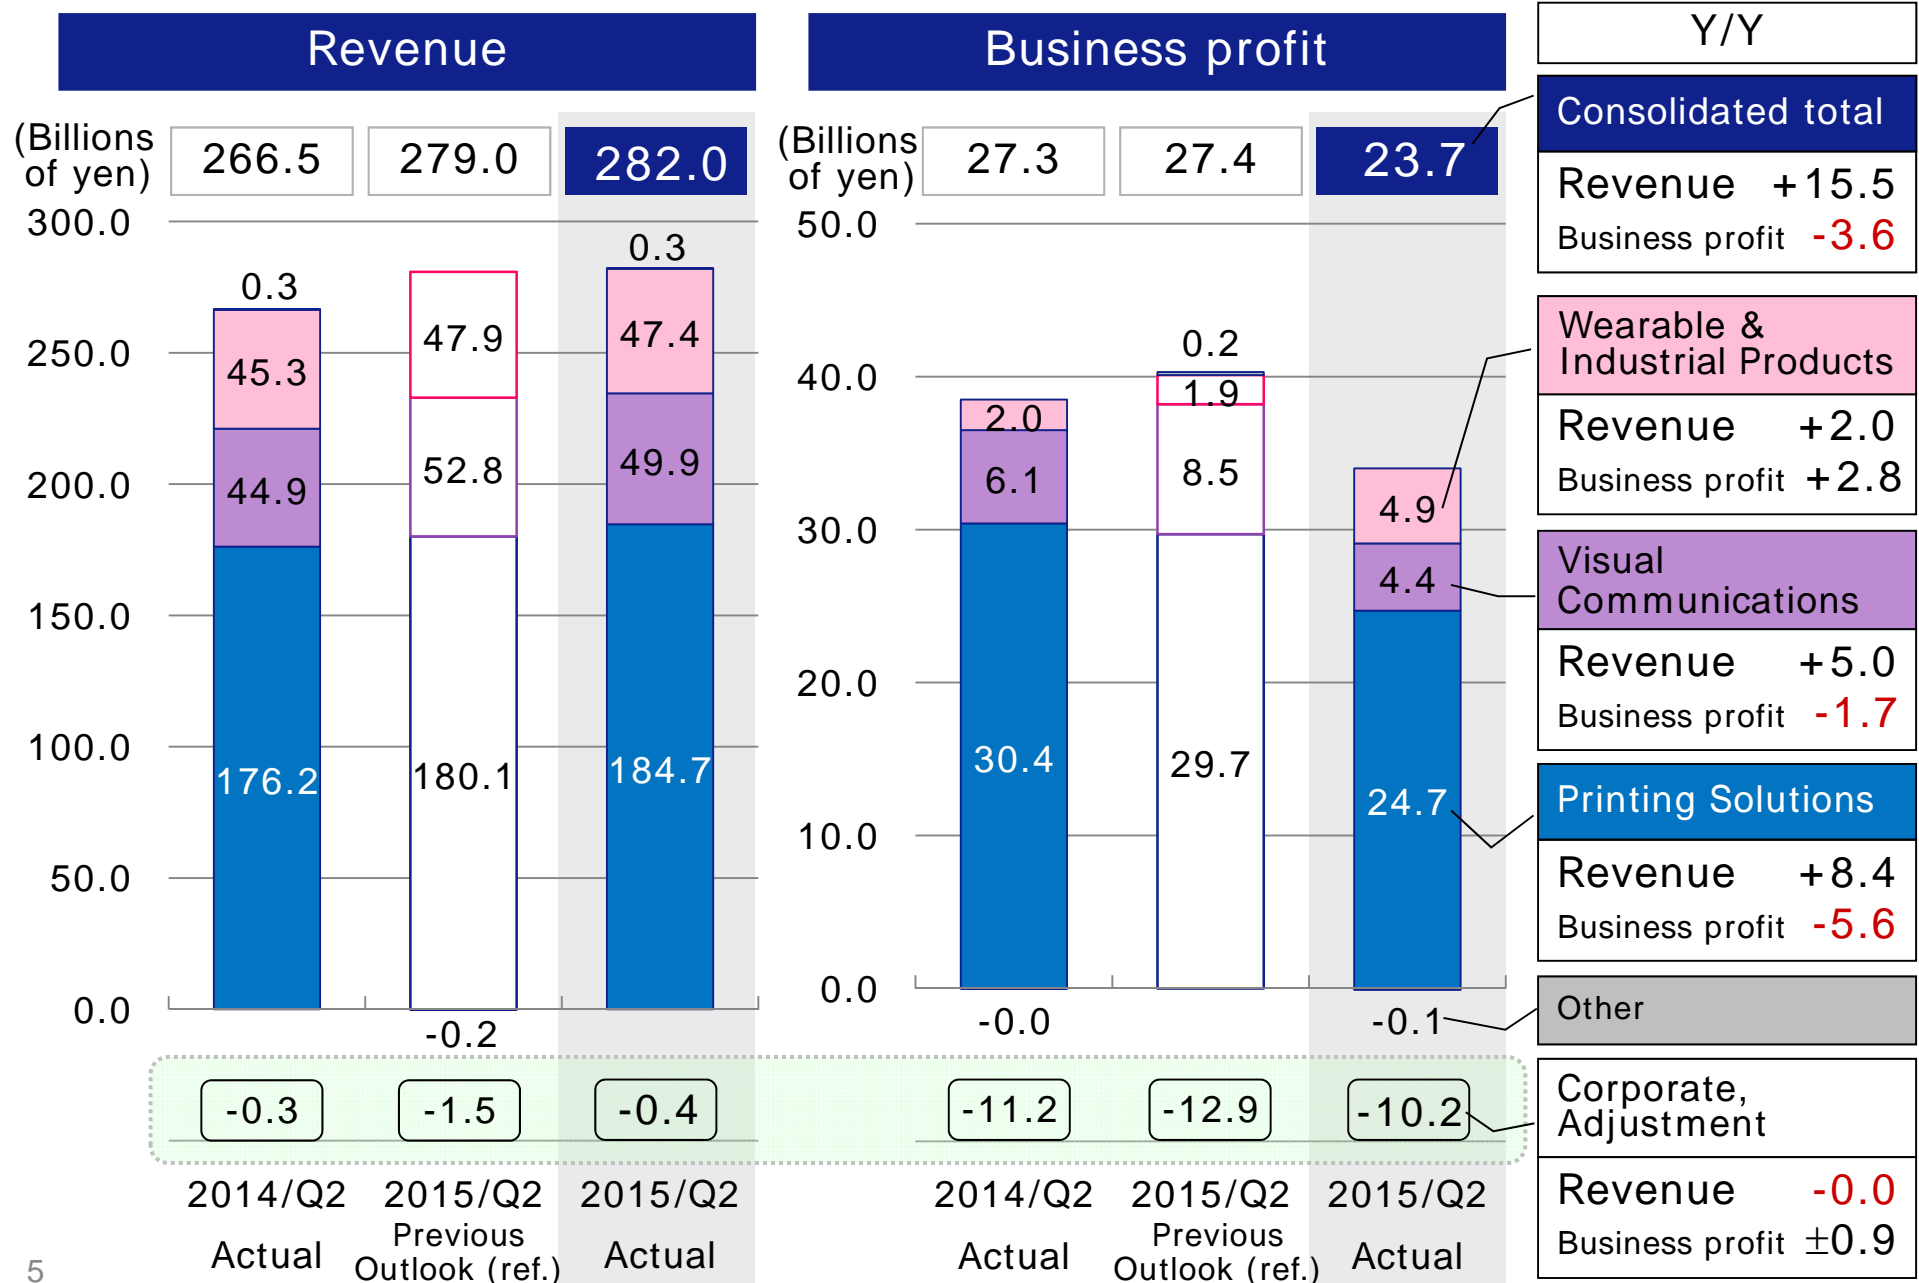 Revenue
Business profit
Y/Y
(Billions
of yen)
266.5
279.0
282.0
(Billions
of yen)
27.3
27.4
23.7
300.0
250.0
200.0
150.0
100.0
50.0
0.0
0.3
45.3
44.9
176.2
47.9
52.8
180.1
-0.2
0.3
47.4
49.9
184.7
50.0
40.0
30.0
20.0
10.0
0.0
2.0
6.1
30.4
-0.0
0.2
1.9
8.5
29.7
4.9
4.4
24.7
-0.1
-0.3
-1.5
-0.4
-11.2
-12.9
-10.2
2014/Q2
Actual
2015/Q2
Previous
Outlook (ref.)
2015/Q2
Actual
2014/Q2
Actual
2015/Q2
Previous
Outlook (ref.)
2015/Q2
Actual
Consolidated total
Revenue +15.5
Business profit -3.6
Wearable &
Industrial Products
Revenue +2.0
Business profit +2.8
Visual
Communications
Revenue +5.0
Business profit -1.7
Printing Solutions
Revenue +8.4
Business profit -5.6
Other
Corporate,
Adjustment
Revenue -0.0
Business profit ±0.9
5